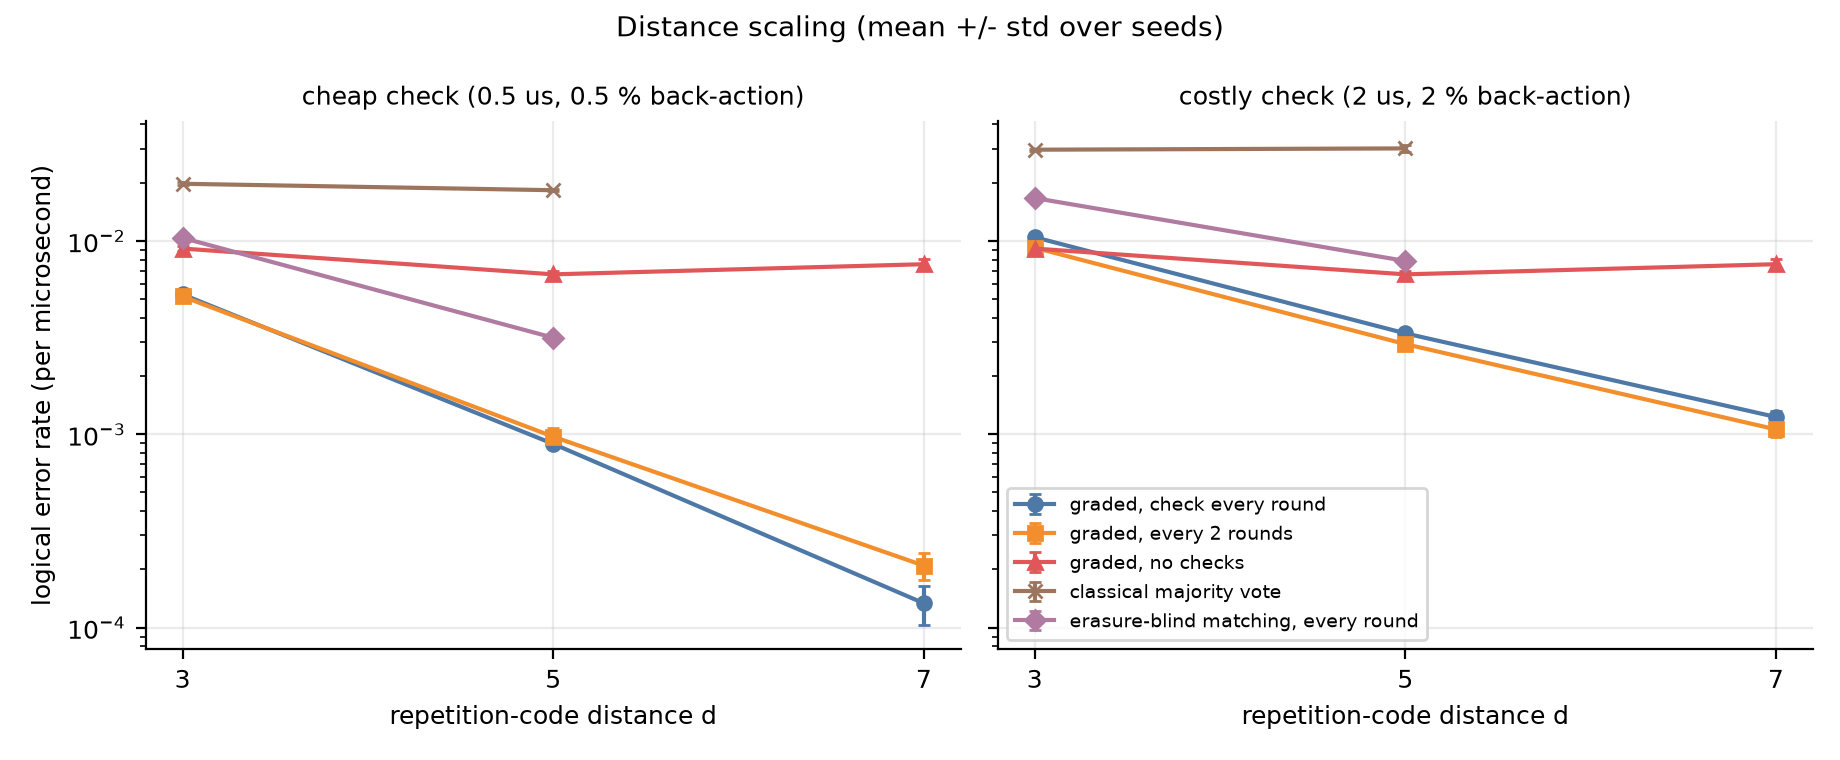 Distance scaling (mean +/- std over seeds)
cheap check (0.5 us, 0.5 % back-action)
costly check (2 us, 2 % back-action)
logical error rate (per microsecond)
10⁻²
10⁻³
10⁻⁴
3 5 7
3 5 7
repetition-code distance d
repetition-code distance d
graded, check every round
graded, every 2 rounds
graded, no checks
classical majority vote
erasure-blind matching, every round